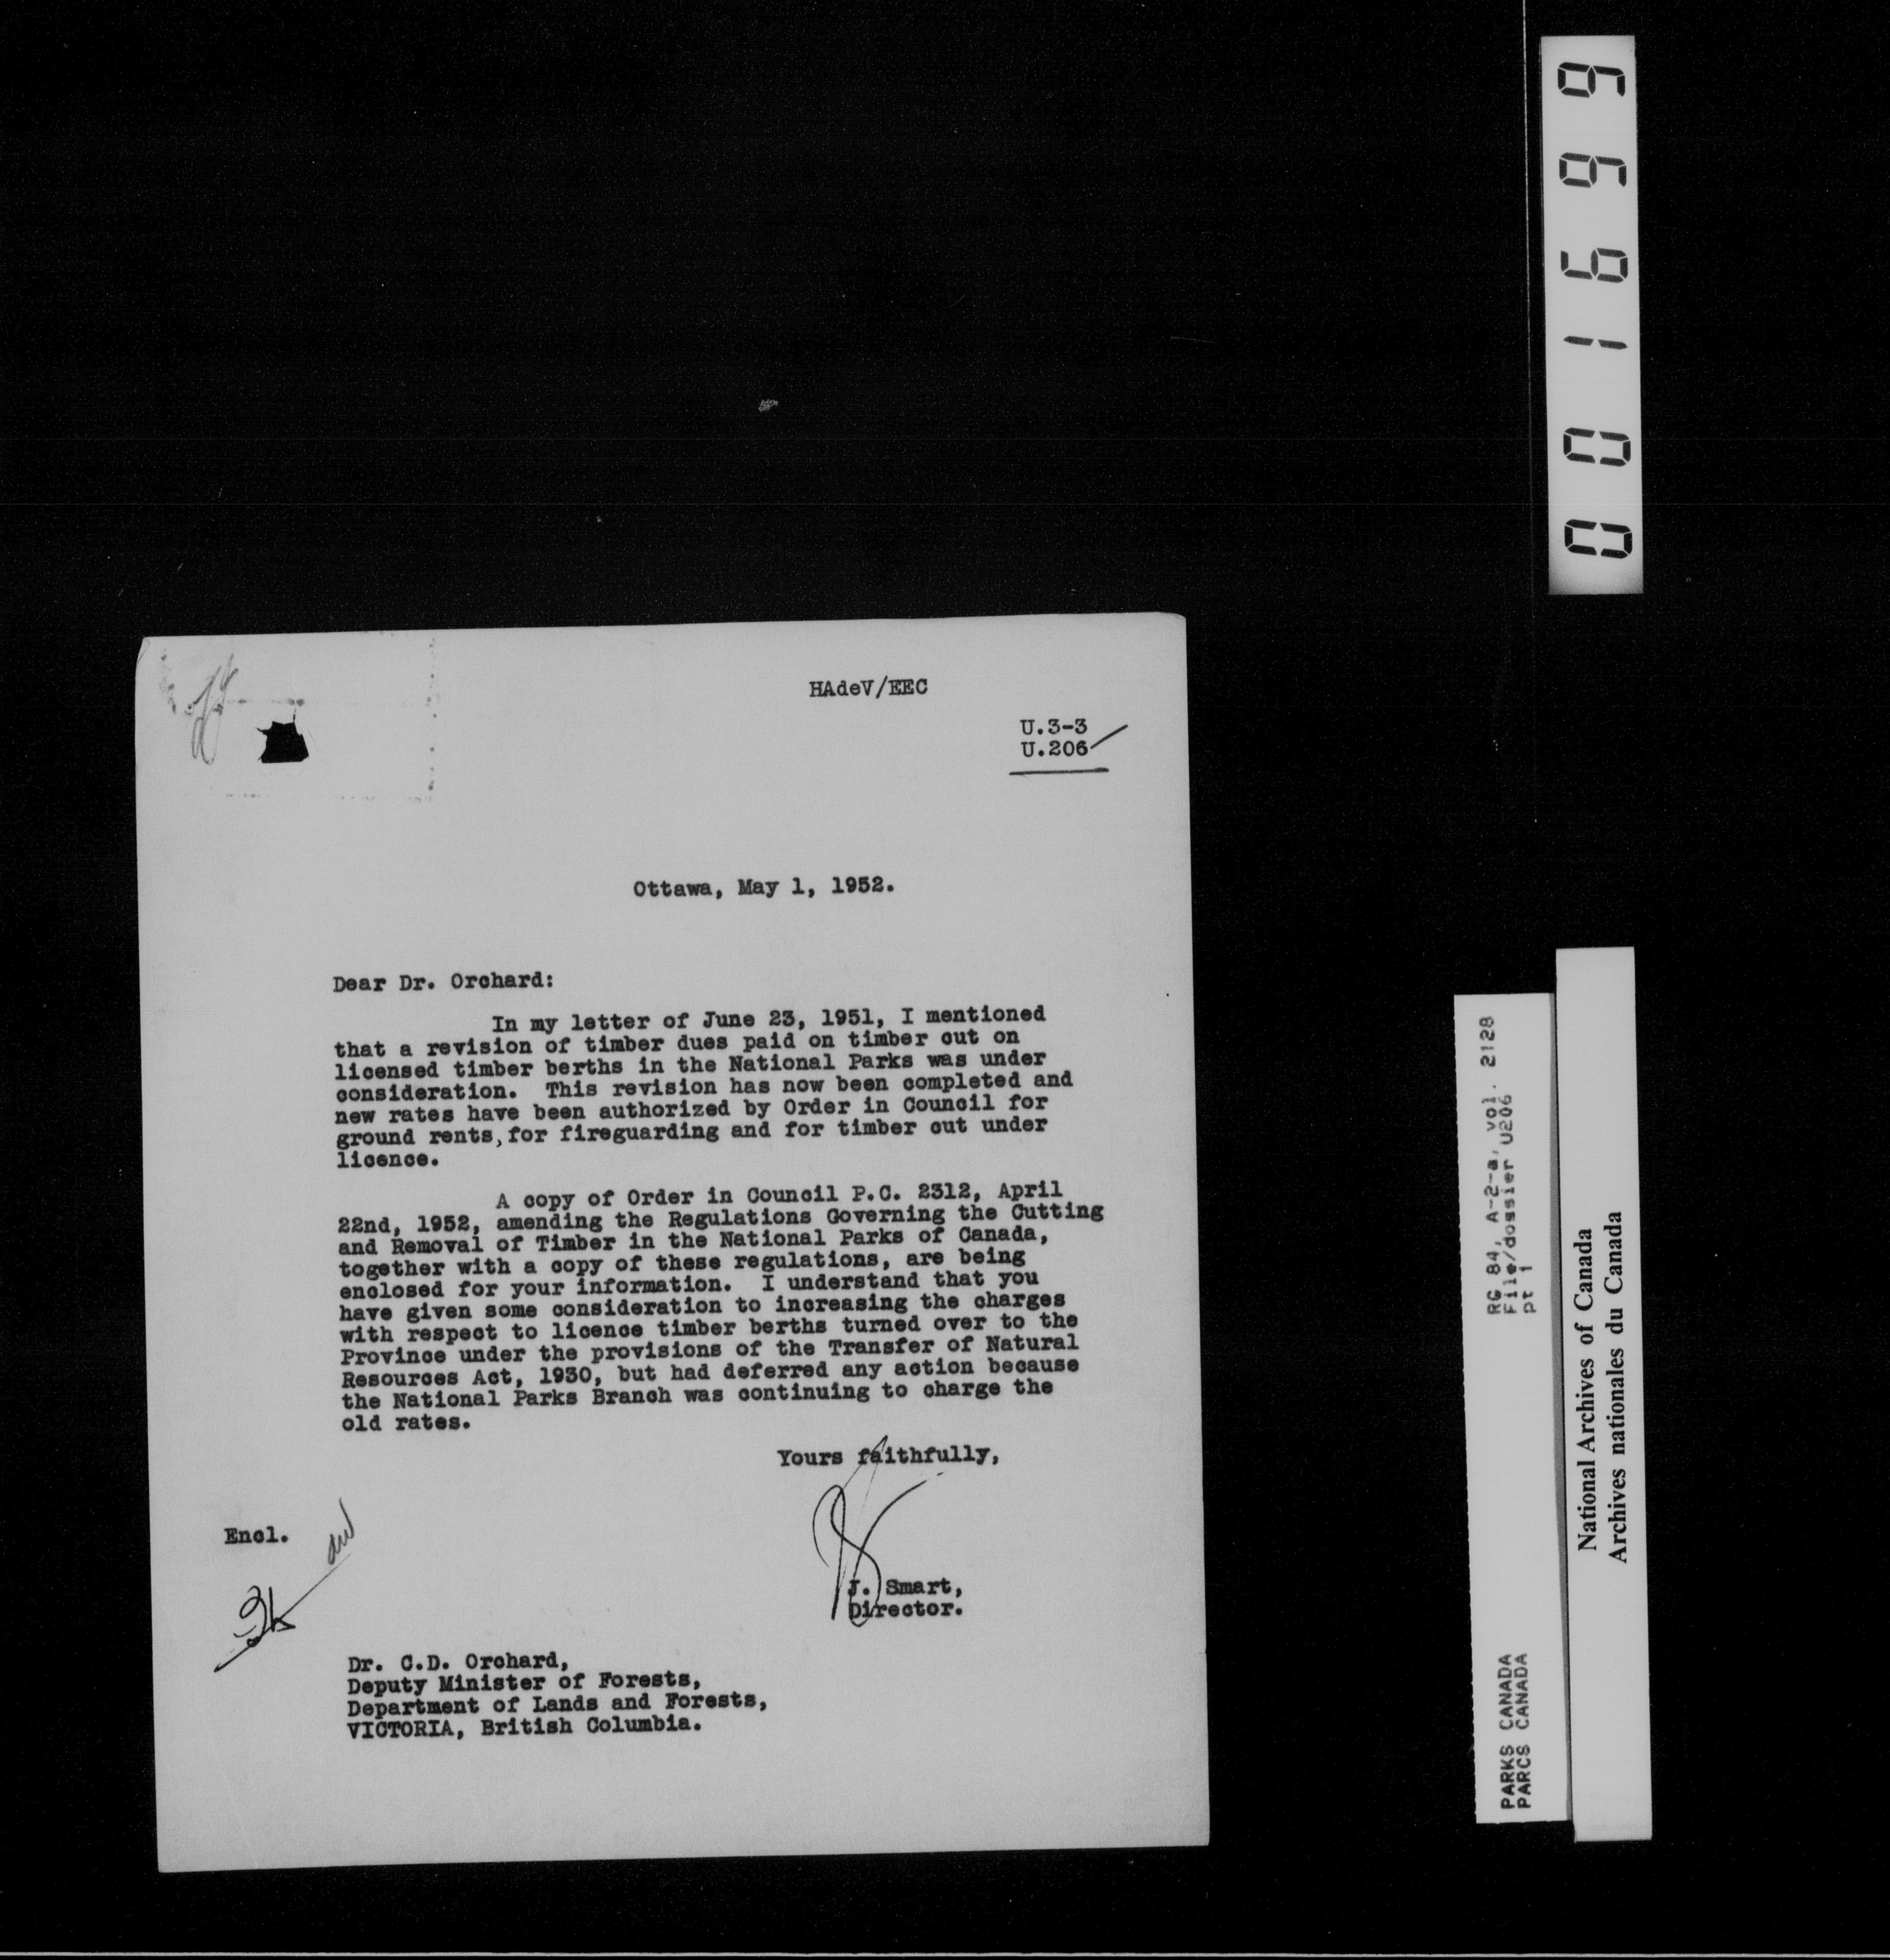 HAdeV/EEC
U.3-3
U.206
Ottawa, May 1, 1952.
Dear Dr. Orchard:
In my letter of June 23, 1951, I mentioned
that a revision of timber dues paid on timber cut on
licensed timber berths in the National Parks was under
consideration. This revision has now been completed and
new rates have been authorized by Order in Council for
ground rents, for fireguarding and for timber cut under
licence.
A copy of Order in Council P.C. 2312, April
22nd, 1952, amending the Regulations Governing the Cutting
and Removal of Timber in the National Parks of Canada,
together with a copy of these regulations, are being
enclosed for your information. I understand that you
have given some consideration to increasing the charges
with respect to licence timber berths turned over to the
Province under the provisions of the Transfer of Natural
Resources Act, 1930, but had deferred any action because
the National Parks Branch was continuing to charge the
old rates.
Yours faithfully,
Encl.
J. Smart,
Director.
Dr. C.D. Orchard,
Deputy Minister of Forests,
Department of Lands and Forests,
VICTORIA, British Columbia.
001699
RG 84, A-2-a, vol. 2128
File/dossier U206
pt 1
PARKS CANADA
PARCS CANADA
National Archives of Canada
Archives nationales du Canada